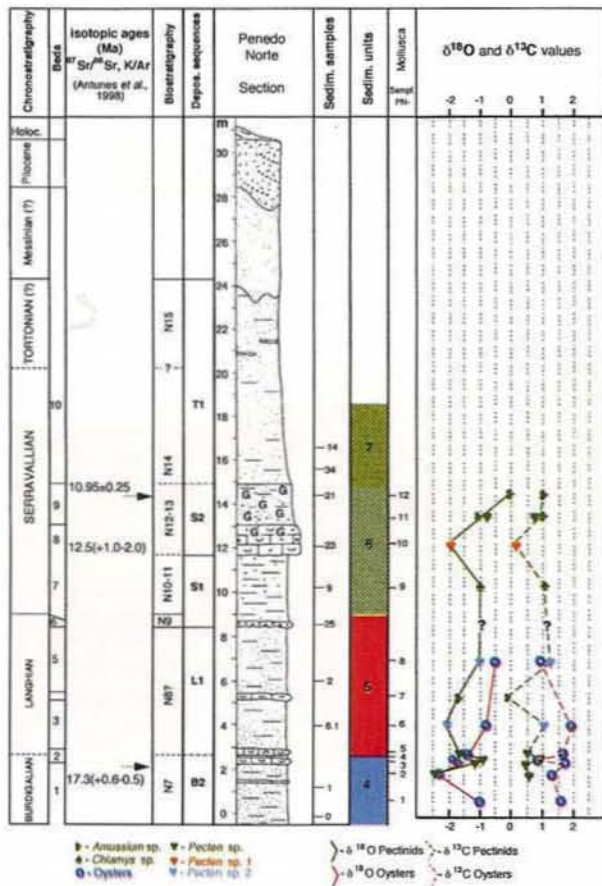 Chronostratigraphy
Beds
isotopic ages
(Ma)
87Sr/86Sr, K/Ar
(Antunes et al.,
1998)
Biostratigraphy
Depos. sequences
Penedo
Norte
Section
Sedim. samples
Sedim. units
Mollusca
Sampl
PN-
δ18O and δ13C values
-2 -1 0 1 2
m
Holoc.
Pliocene
Messinian (?)
TORTONIAN (?)
SERRAVALLIAN
LANGHIAN
BURDIGALIAN
10
9
8
7
6
5
3
2
1
10.95±0.25
12.5(+1.0-2.0)
17.3(+0.6-0.5)
N15
?
N14
N12-13
N10-11
N9
N8?
N7
T1
S2
S1
L1
B2
30
28
26
24
22
20
18
16
14
12
10
8
6
4
2
0
G
G G
G
G G
G
14
34
21
23
9
25
2
6.1
1
0
7
6
5
4
12
11
10
9
8
7
6
5
2
1
? ?
-2 -1 0 1 2
- Amussium sp.
- Chlamys sp.
- Oysters
- Pecten sp.
- Pecten sp. 1
- Pecten sp. 2
- δ18O Pectinids
- δ18O Oysters
- δ13C Pectinids
- δ13C Oysters